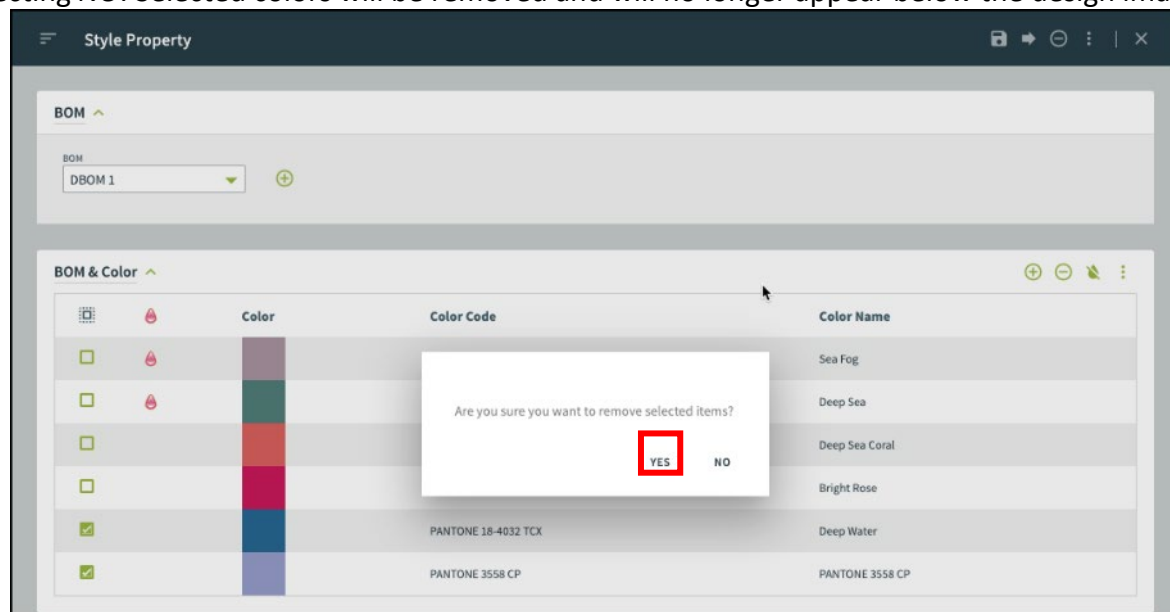 Style Property
BOM
BOM
DBOM 1
BOM & Color
Color Color Code Color Name
Sea Fog
Deep Sea
Are you sure you want to remove selected items?
Deep Sea Coral
YES NO
Bright Rose
PANTONE 18-4032 TCX Deep Water
PANTONE 3558 CP PANTONE 3558 CP